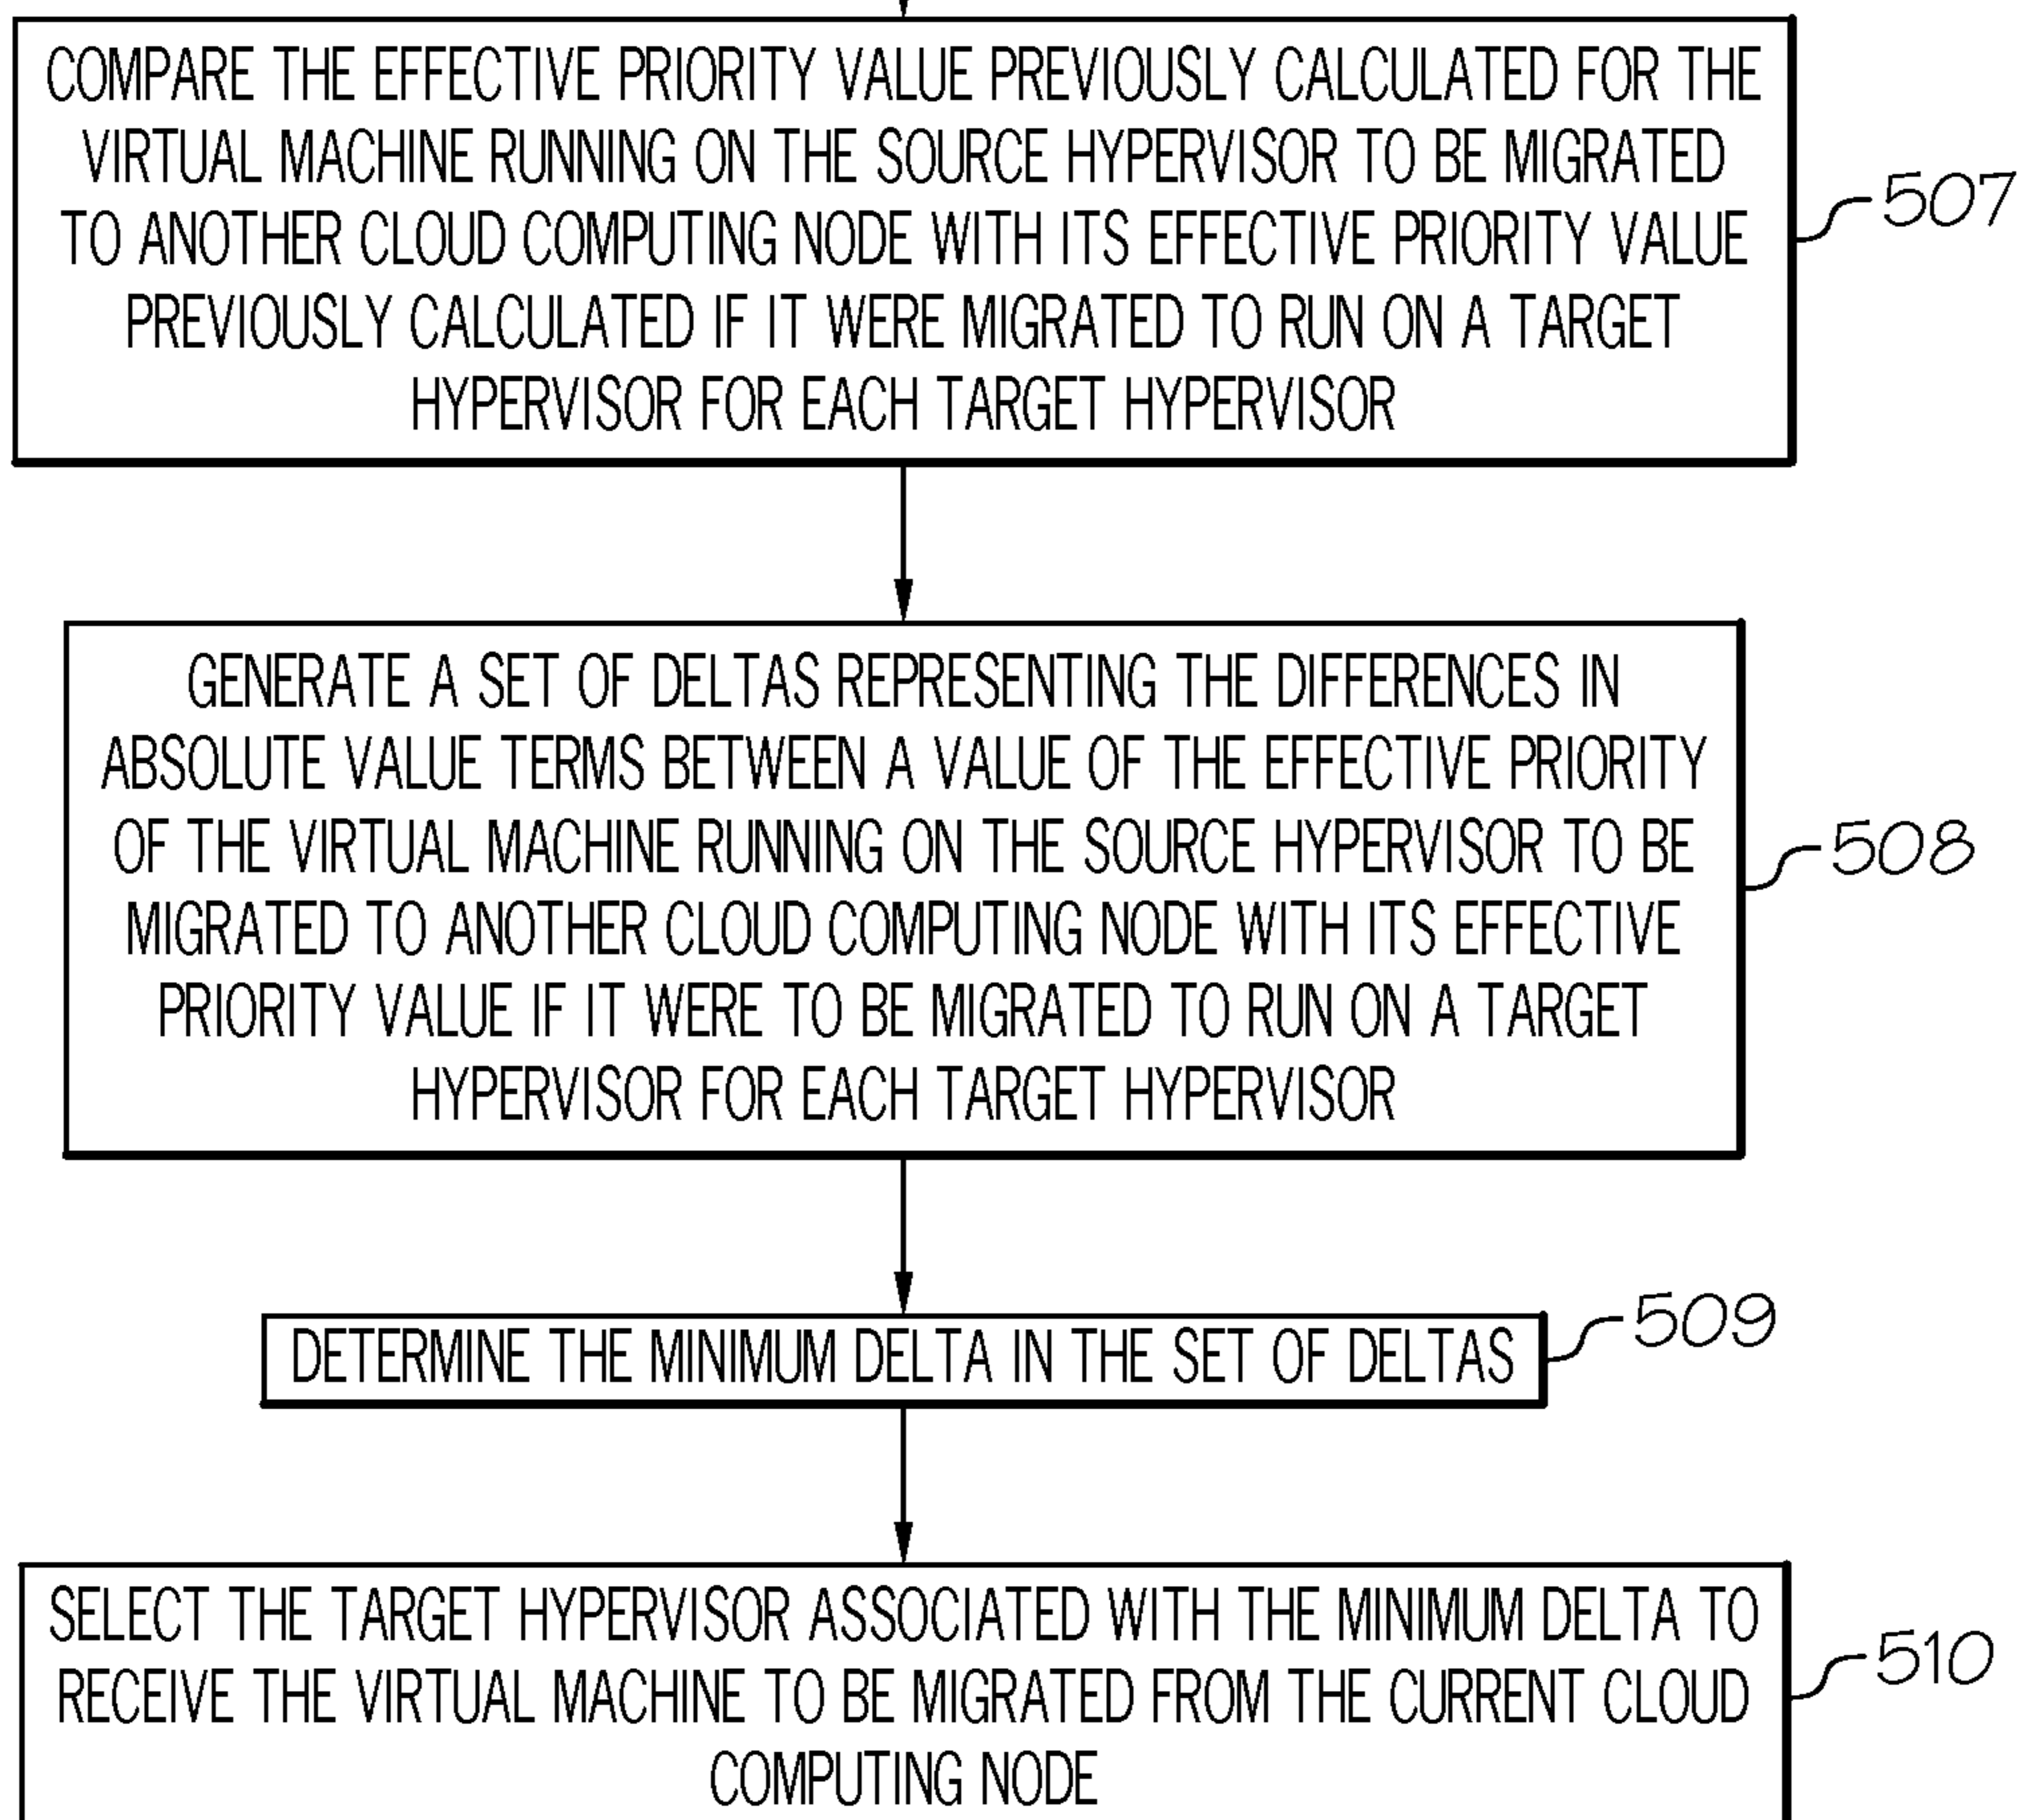 COMPARE THE EFFECTIVE PRIORITY VALUE PREVIOUSLY CALCULATED FOR THE
VIRTUAL MACHINE RUNNING ON THE SOURCE HYPERVISOR TO BE MIGRATED
TO ANOTHER CLOUD COMPUTING NODE WITH ITS EFFECTIVE PRIORITY VALUE
PREVIOUSLY CALCULATED IF IT WERE MIGRATED TO RUN ON A TARGET
HYPERVISOR FOR EACH TARGET HYPERVISOR
507
GENERATE A SET OF DELTAS REPRESENTING THE DIFFERENCES IN
ABSOLUTE VALUE TERMS BETWEEN A VALUE OF THE EFFECTIVE PRIORITY
OF THE VIRTUAL MACHINE RUNNING ON THE SOURCE HYPERVISOR TO BE
MIGRATED TO ANOTHER CLOUD COMPUTING NODE WITH ITS EFFECTIVE
PRIORITY VALUE IF IT WERE TO BE MIGRATED TO RUN ON A TARGET
HYPERVISOR FOR EACH TARGET HYPERVISOR
508
DETERMINE THE MINIMUM DELTA IN THE SET OF DELTAS
509
SELECT THE TARGET HYPERVISOR ASSOCIATED WITH THE MINIMUM DELTA TO
RECEIVE THE VIRTUAL MACHINE TO BE MIGRATED FROM THE CURRENT CLOUD
COMPUTING NODE
510